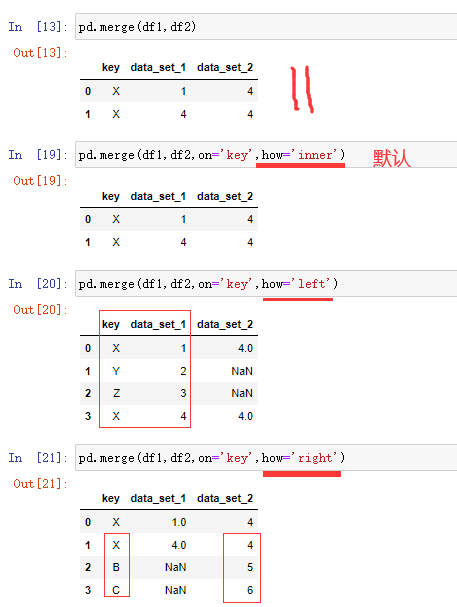 In [13]: pd.merge(df1,df2)
Out[13]:
key data_set_1 data_set_2
0 X 1 4
1 X 4 4
In [19]: pd.merge(df1,df2,on='key',how='inner') 默认
Out[19]:
key data_set_1 data_set_2
0 X 1 4
1 X 4 4
In [20]: pd.merge(df1,df2,on='key',how='left')
Out[20]:
key data_set_1 data_set_2
0 X 1 4.0
1 Y 2 NaN
2 Z 3 NaN
3 X 4 4.0
In [21]: pd.merge(df1,df2,on='key',how='right')
Out[21]:
key data_set_1 data_set_2
0 X 1.0 4
1 X 4.0 4
2 B NaN 5
3 C NaN 6